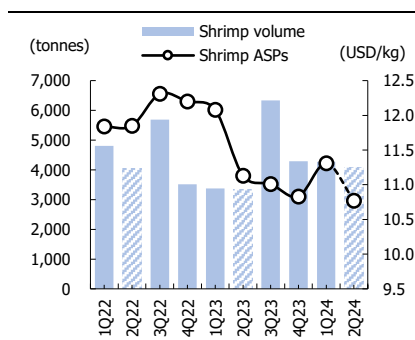 Shrimp volume
Shrimp ASPs
(tonnes)
(USD/kg)
7,000
6,000
5,000
4,000
3,000
2,000
1,000
0
12.5
12.0
11.5
11.0
10.5
10.0
9.5
1Q22
2Q22
3Q22
4Q22
1Q23
2Q23
3Q23
4Q23
1Q24
2Q24